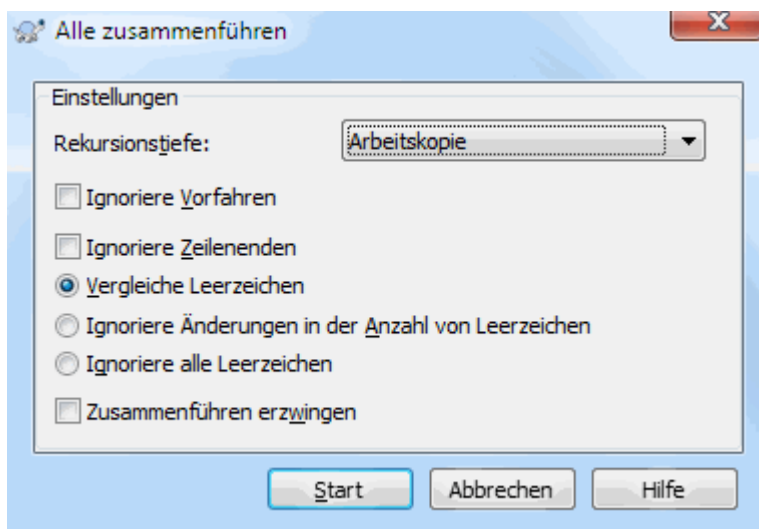 Alle zusammenführen
Einstellungen
Rekursionstiefe: Arbeitskopie
Ignoriere Vorfahren
Ignoriere Zeilenenden
Vergleiche Leerzeichen
Ignoriere Änderungen in der Anzahl von Leerzeichen
Ignoriere alle Leerzeichen
Zusammenführen erzwingen
Start Abbrechen Hilfe